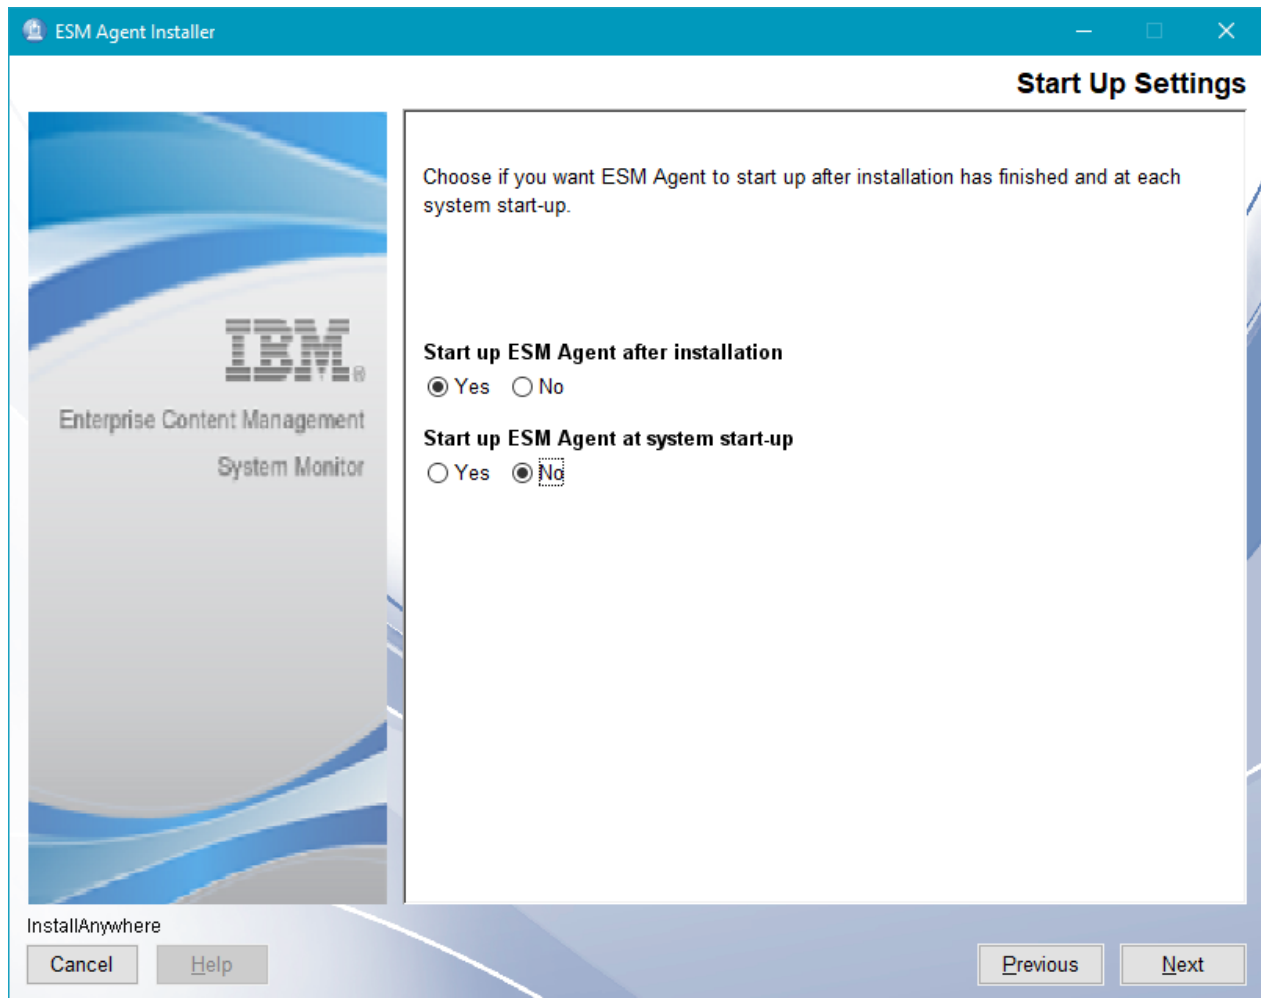 ESM Agent Installer
Start Up Settings
IBM®
Enterprise Content Management
System Monitor
Choose if you want ESM Agent to start up after installation has finished and at each
system start-up.
Start up ESM Agent after installation
Yes No
Start up ESM Agent at system start-up
Yes No
InstallAnywhere
Cancel Help Previous Next